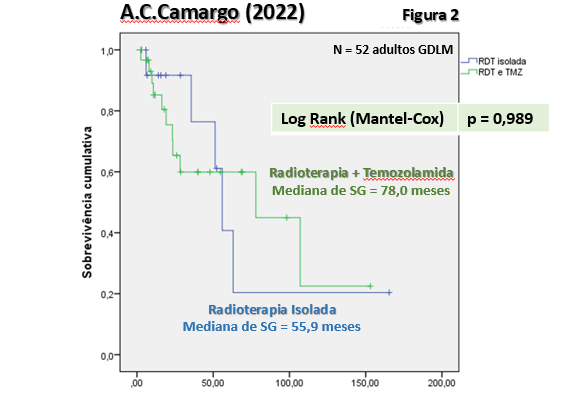 A.C.Camargo (2022)
Figura 2
N = 52 adultos GDLM
RDT isolada
RDT e TMZ
Log Rank (Mantel-Cox) p = 0,989
Radioterapia + Temozolamida
Mediana de SG = 78,0 meses
Radioterapia Isolada
Mediana de SG = 55,9 meses
Sobrevivência cumulativa
1,0
0,8
0,6
0,4
0,2
0,0
,00 50,00 100,00 150,00 200,00